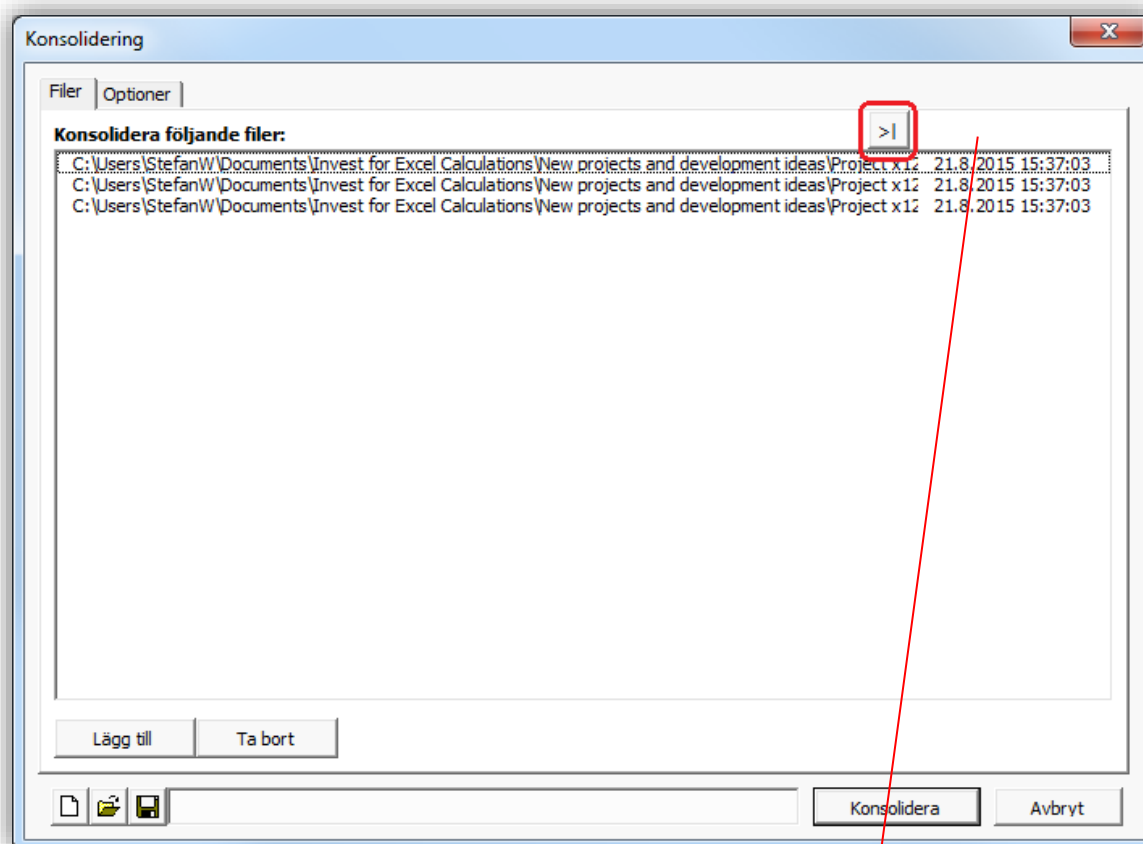 Konsolidering
Filer Optioner
Konsolidera följande filer: >|
C:\Users\StefanW\Documents\Invest for Excel Calculations\New projects and development ideas\Project x12 21.8.2015 15:37:03
C:\Users\StefanW\Documents\Invest for Excel Calculations\New projects and development ideas\Project x12 21.8.2015 15:37:03
C:\Users\StefanW\Documents\Invest for Excel Calculations\New projects and development ideas\Project x12 21.8.2015 15:37:03
Lägg till Ta bort
Konsolidera Avbryt